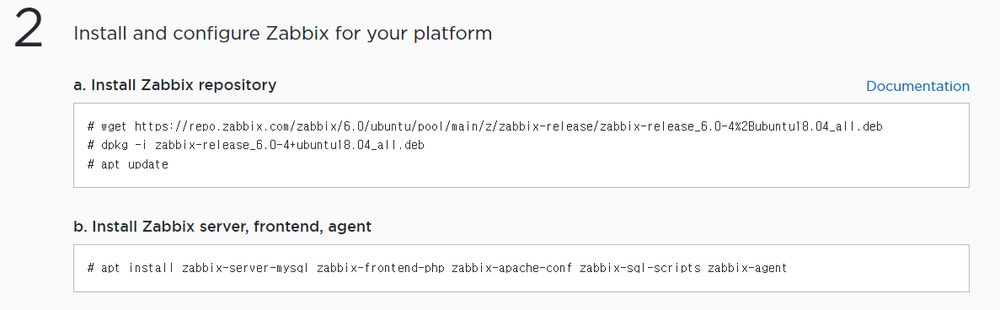 2
Install and configure Zabbix for your platform
a. Install Zabbix repository
Documentation
# wget https://repo.zabbix.com/zabbix/6.0/ubuntu/pool/main/z/zabbix-release/zabbix-release_6.0-4%2Bubuntu18.04_all.deb
# dpkg -i zabbix-release_6.0-4+ubuntu18.04_all.deb
# apt update
b. Install Zabbix server, frontend, agent
# apt install zabbix-server-mysql zabbix-frontend-php zabbix-apache-conf zabbix-sql-scripts zabbix-agent